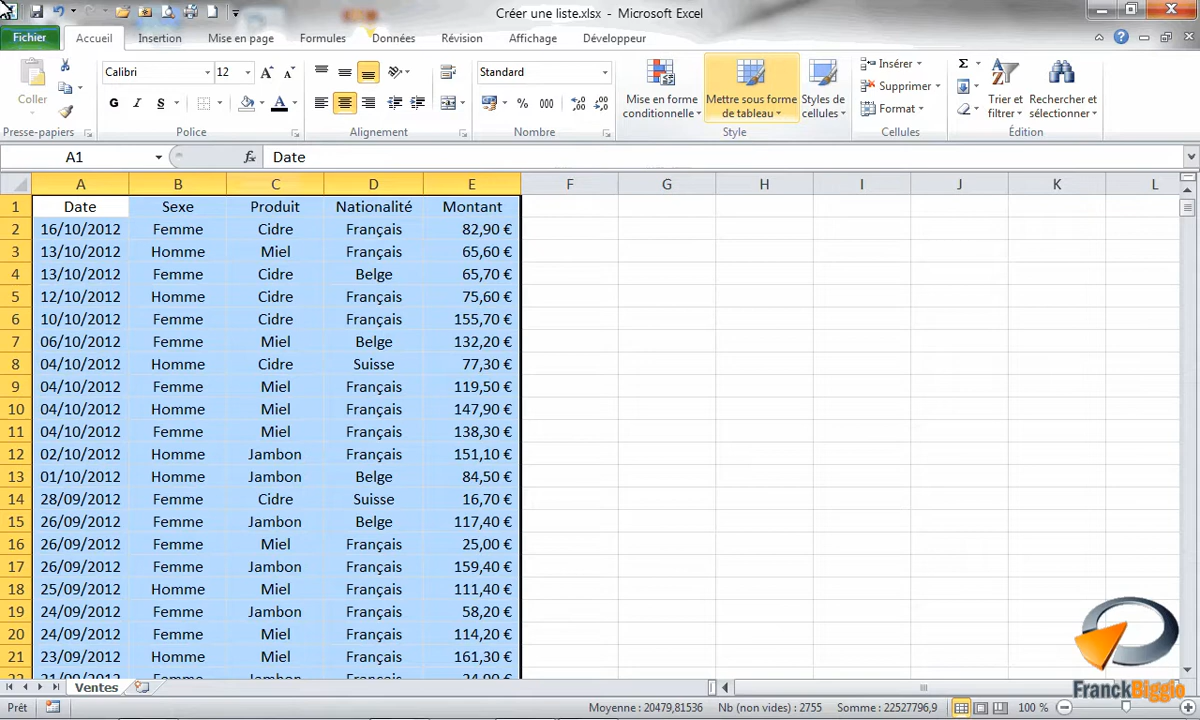 Créer une liste.xlsx - Microsoft Excel
Fichier Accueil Insertion Mise en page Formules Données Révision Affichage Développeur
Coller
Presse-papiers
Calibri 12
G I S A
Police
Alignement
Standard
% 000
Nombre
Mise en forme conditionnelle
Mettre sous forme de tableau
Styles de cellules
Style
Insérer
Supprimer
Format
Cellules
Σ
Trier et filtrer
Rechercher et sélectionner
Édition
A1 fx Date
A B C D E F G H I J K L
1 Date Sexe Produit Nationalité Montant
2 16/10/2012 Femme Cidre Français 82,90 €
3 13/10/2012 Homme Miel Français 65,60 €
4 13/10/2012 Femme Cidre Belge 65,70 €
5 12/10/2012 Homme Cidre Français 75,60 €
6 10/10/2012 Femme Cidre Français 155,70 €
7 06/10/2012 Femme Miel Belge 132,20 €
8 04/10/2012 Homme Cidre Suisse 77,30 €
9 04/10/2012 Femme Miel Français 119,50 €
10 04/10/2012 Homme Miel Français 147,90 €
11 04/10/2012 Femme Miel Français 138,30 €
12 02/10/2012 Homme Jambon Français 151,10 €
13 01/10/2012 Homme Jambon Belge 84,50 €
14 28/09/2012 Femme Cidre Suisse 16,70 €
15 26/09/2012 Femme Jambon Belge 117,40 €
16 26/09/2012 Femme Miel Français 25,00 €
17 26/09/2012 Femme Jambon Français 159,40 €
18 25/09/2012 Homme Miel Français 111,40 €
19 24/09/2012 Femme Jambon Français 58,20 €
20 24/09/2012 Femme Miel Français 114,20 €
21 23/09/2012 Homme Miel Français 161,30 €
FranckBiggio
Ventes
Prêt Moyenne : 20479,81536 Nb (non vides) : 2755 Somme : 22527796,9 100 %